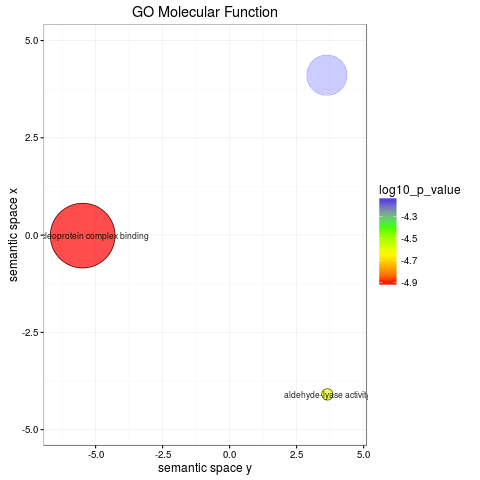 GO Molecular Function
5.0
2.5
0.0
-2.5
-5.0
semantic space x
leoprotein complex binding
aldehyde-lyase activity
-5.0 -2.5 0.0 2.5 5.0
semantic space y
log10_p_value
-4.3
-4.5
-4.7
-4.9